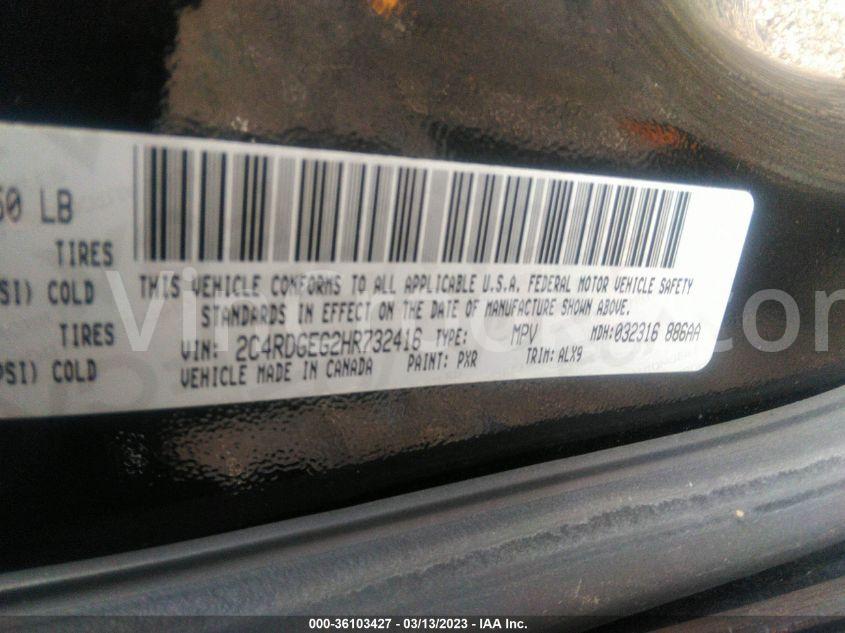 60 LB
TIRES
SI) COLD
TIRES
PSI) COLD
THIS VEHICLE CONFORMS TO ALL APPLICABLE U.S.A. FEDERAL MOTOR VEHICLE SAFETY
STANDARDS IN EFFECT ON THE DATE OF MANUFACTURE SHOWN ABOVE.
VIN: 2C4RDGEG2HR732416 TYPE: MPV MDH:032316 886AA
VEHICLE MADE IN CANADA PAINT: PXR TRIM: ALX9
000-36103427 - 03/13/2023 - IAA Inc.